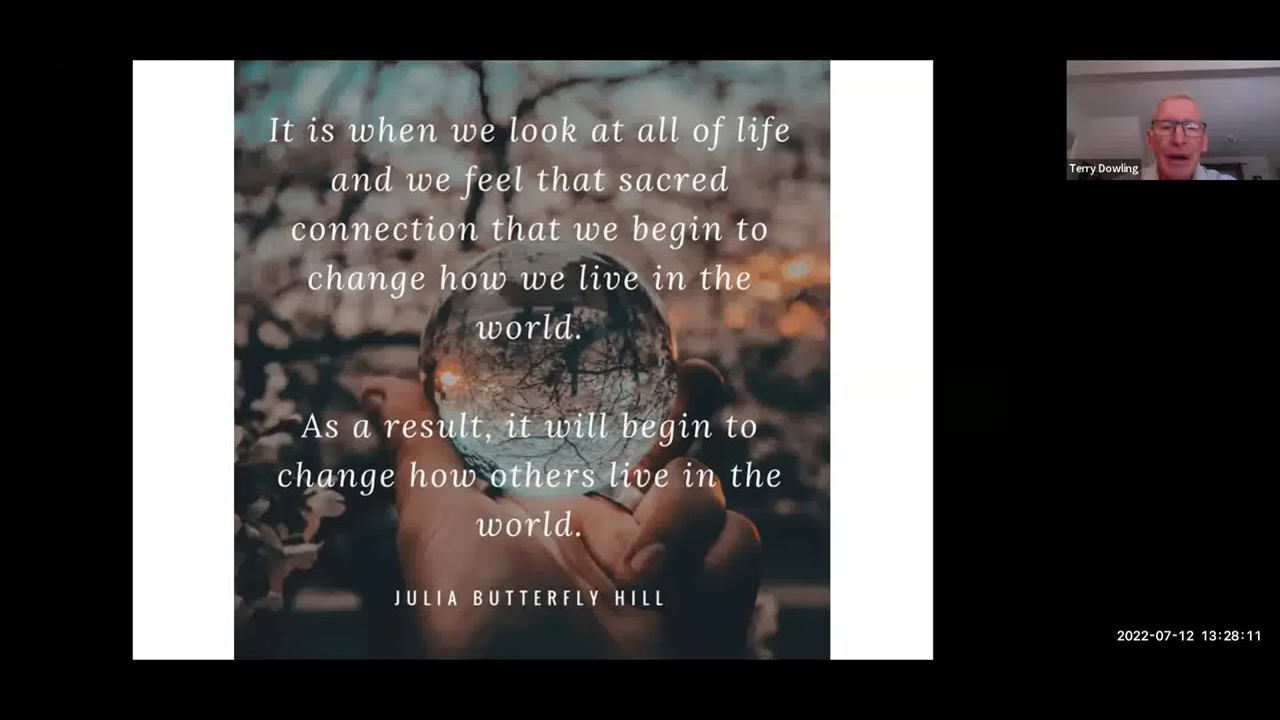 It is when we look at all of life
and we feel that sacred
connection that we begin to
change how we live in the
world.
As a result, it will begin to
change how others live in the
world.
JULIA BUTTERFLY HILL
Terry Dowling
2022-07-12 13:28:11